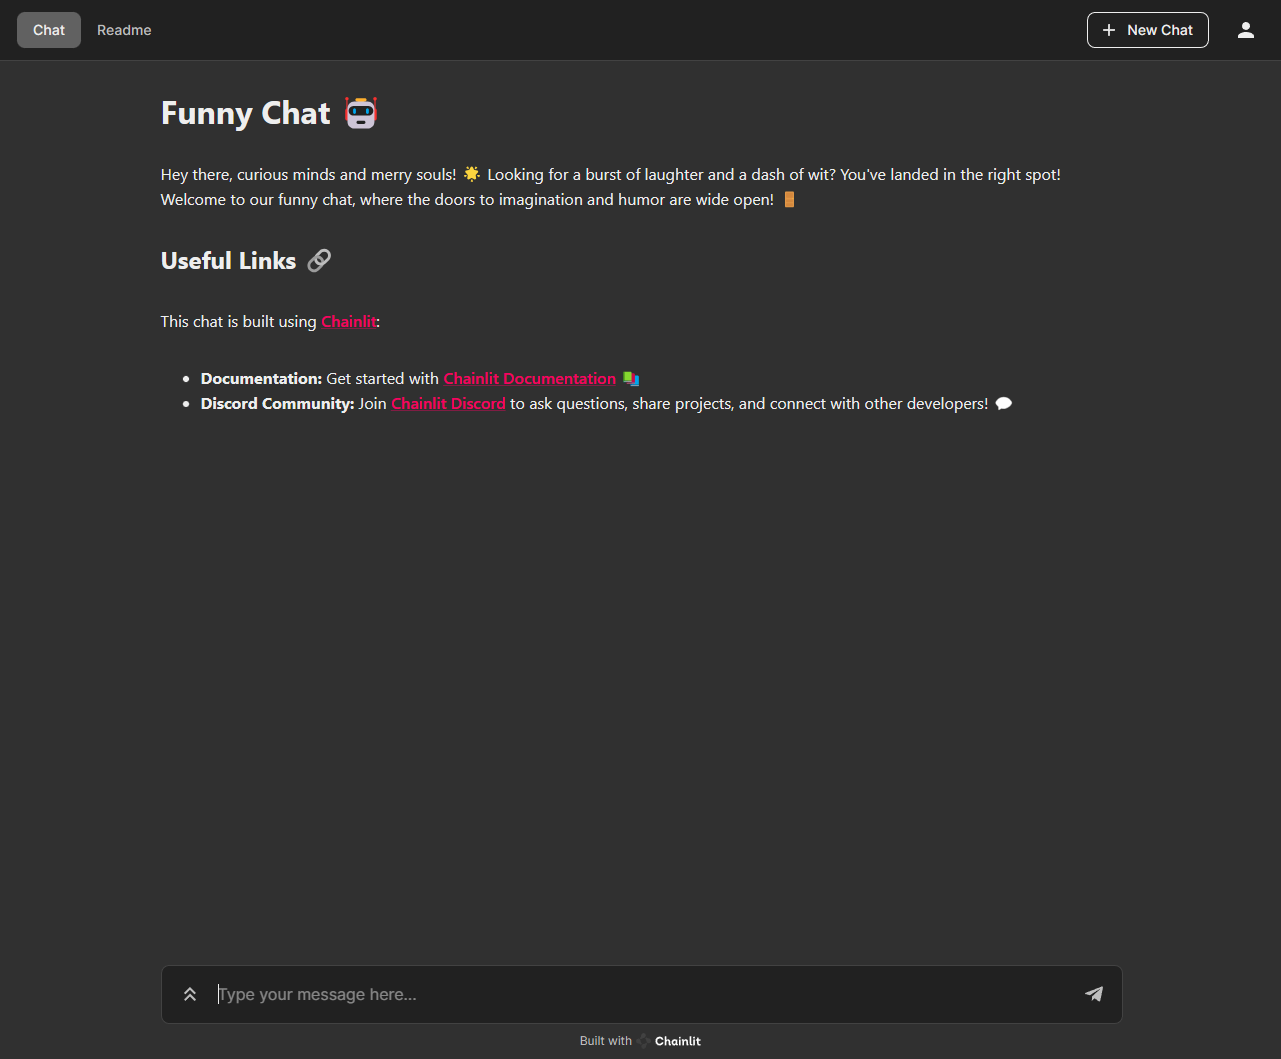 Chat
Readme
New Chat
Funny Chat 🤖
Hey there, curious minds and merry souls! 🌟 Looking for a burst of laughter and a dash of wit? You've landed in the right spot!
Welcome to our funny chat, where the doors to imagination and humor are wide open! 🚪
Useful Links 🔗
This chat is built using Chainlit:
• Documentation: Get started with Chainlit Documentation 📚
• Discord Community: Join Chainlit Discord to ask questions, share projects, and connect with other developers! 💬
Type your message here...
Built with Chainlit